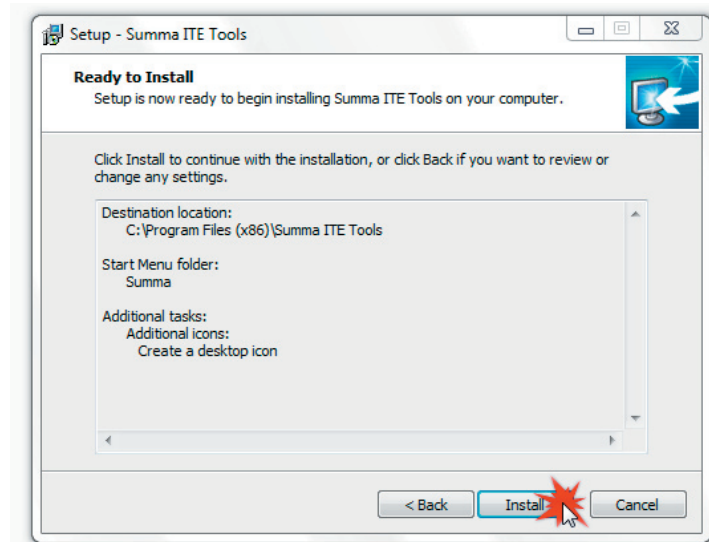 Setup - Summa ITE Tools
Ready to Install
Setup is now ready to begin installing Summa ITE Tools on your computer.
Click Install to continue with the installation, or click Back if you want to review or
change any settings.
Destination location:
C:\Program Files (x86)\Summa ITE Tools
Start Menu folder:
Summa
Additional tasks:
Additional icons:
Create a desktop icon
< Back
Install
Cancel